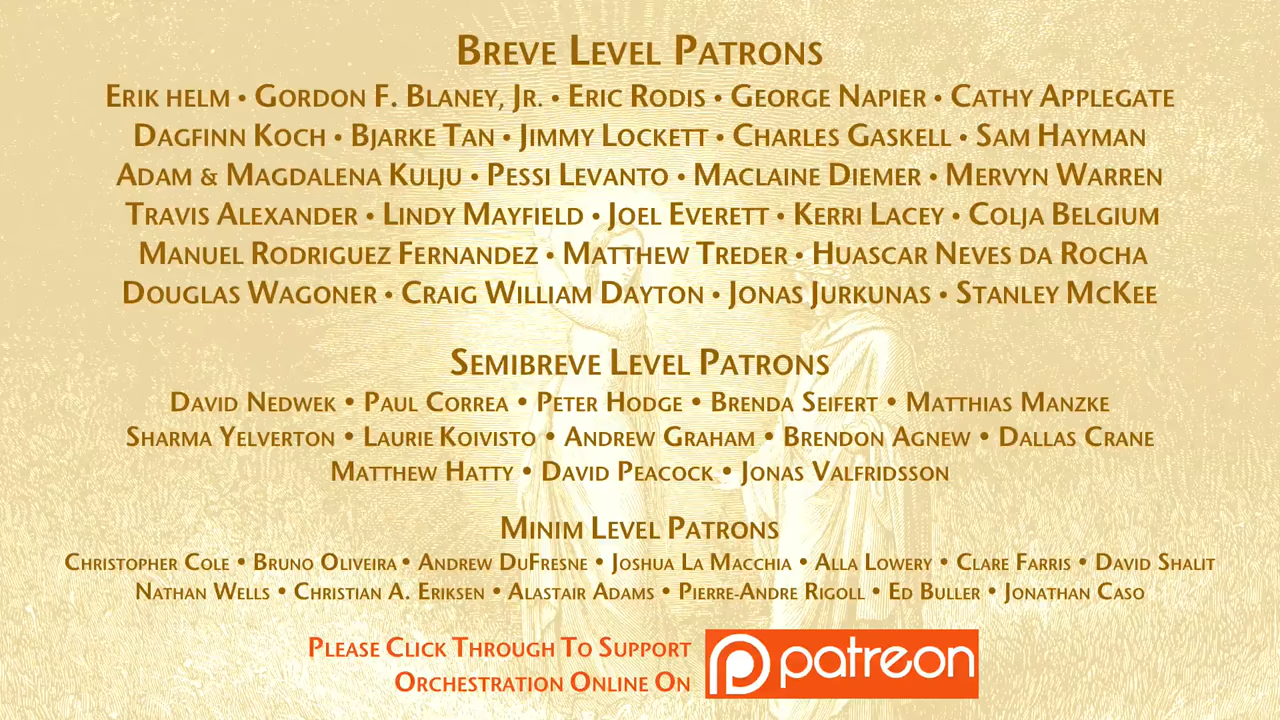 Breve Level Patrons
Erik helm • Gordon F. Blaney, Jr. • Eric Rodis • George Napier • Cathy Applegate
Dagfinn Koch • Bjarke Tan • Jimmy Lockett • Charles Gaskell • Sam Hayman
Adam & Magdalena Kulju • Pessi Levanto • Maclaine Diemer • Mervyn Warren
Travis Alexander • Lindy Mayfield • Joel Everett • Kerri Lacey • Colja Belgium
Manuel Rodriguez Fernandez • Matthew Treder • Huascar Neves da Rocha
Douglas Wagoner • Craig William Dayton • Jonas Jurkunas • Stanley McKee
Semibreve Level Patrons
David Nedwek • Paul Correa • Peter Hodge • Brenda Seifert • Matthias Manzke
Sharma Yelverton • Laurie Koivisto • Andrew Graham • Brendon Agnew • Dallas Crane
Matthew Hatty • David Peacock • Jonas Valfridsson
Minim Level Patrons
Christopher Cole • Bruno Oliveira • Andrew DuFresne • Joshua La Macchia • Alla Lowery • Clare Farris • David Shalit
Nathan Wells • Christian A. Eriksen • Alastair Adams • Pierre-Andre Rigoll • Ed Buller • Jonathan Caso
Please Click Through To Support
Orchestration Online On
patreon